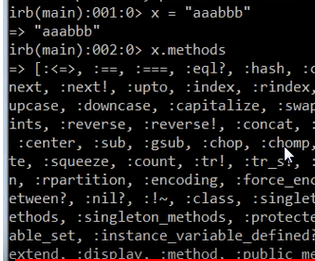 irb(main):001:0> x = "aaabbb"
=> "aaabbb"
irb(main):002:0> x.methods
=> [:<=>, :==, :===, :eql?, :hash, :c
next, :next!, :upto, :index, :rindex,
upcase, :downcase, :capitalize, :swap
ints, :reverse, :reverse!, :concat, :
:center, :sub, :gsub, :chop, :chomp,
te, :squeeze, :count, :tr!, :tr_s!, :
n, :rpartition, :encoding, :force_enc
etween?, :nil?, :!~, :class, :singlet
ethods, :singleton_methods, :protecte
able_set, :instance_variable_defined?
extend, :display, :method, :public_me